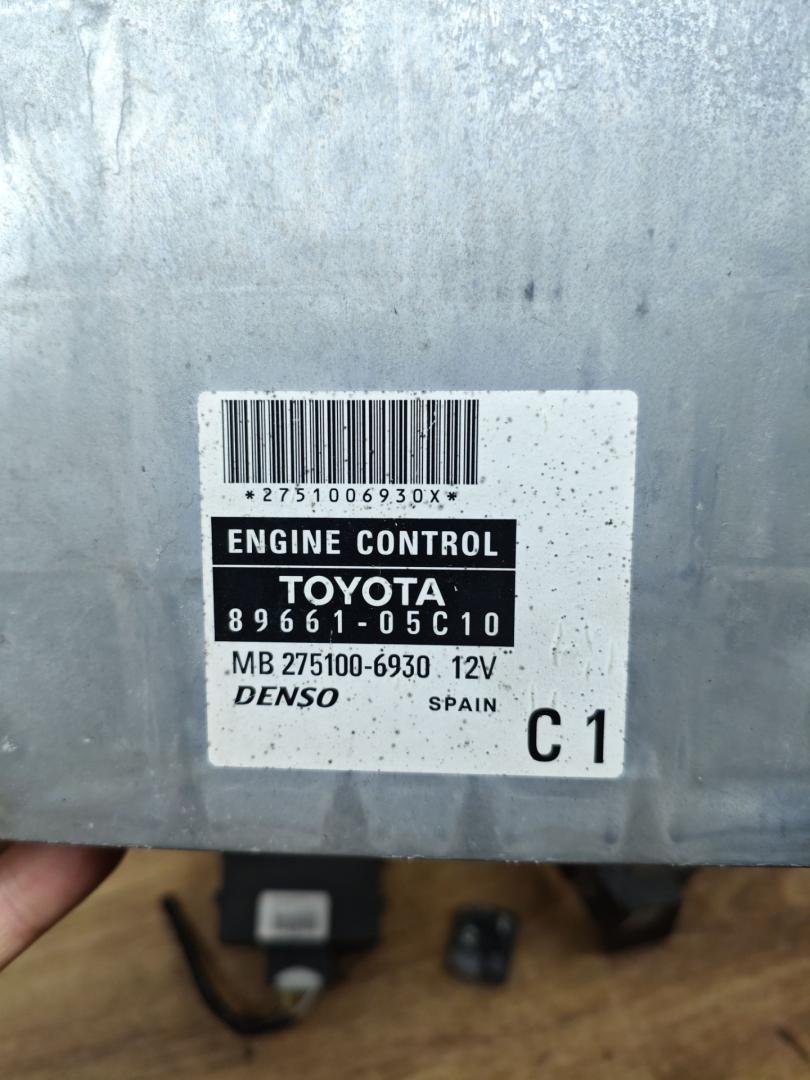 *2751006930X*
ENGINE CONTROL
TOYOTA
89661-05C10
MB 275100-6930 12V
DENSO SPAIN
C1